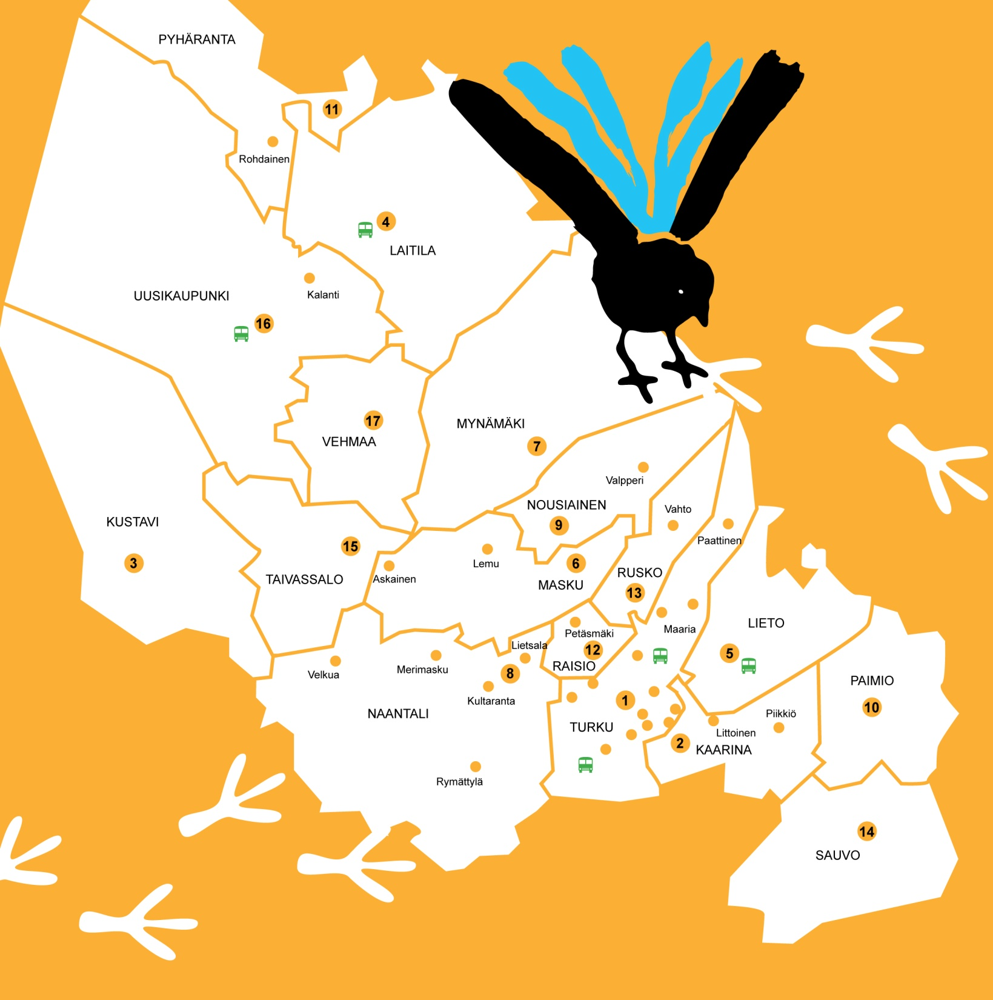 PYHÄRANTA
11
Rohdainen
4
LAITILA
Kalanti
UUSIKAUPUNKI
16
17
VEHMAA
MYNÄMÄKI
7
Valpperi
NOUSIAINEN
9
Vahto
Paattinen
KUSTAVI
3
15
TAIVASSALO
Askainen
Lemu
6
MASKU
RUSKO
13
Maaria
LIETO
5
Petäsmäki
12
RAISIO
Lietsala
8
Velkua
Merimasku
Kultaranta
NAANTALI
Rymättylä
1
TURKU
2
KAARINA
Littoinen
Piikkiö
PAIMIO
10
14
SAUVO